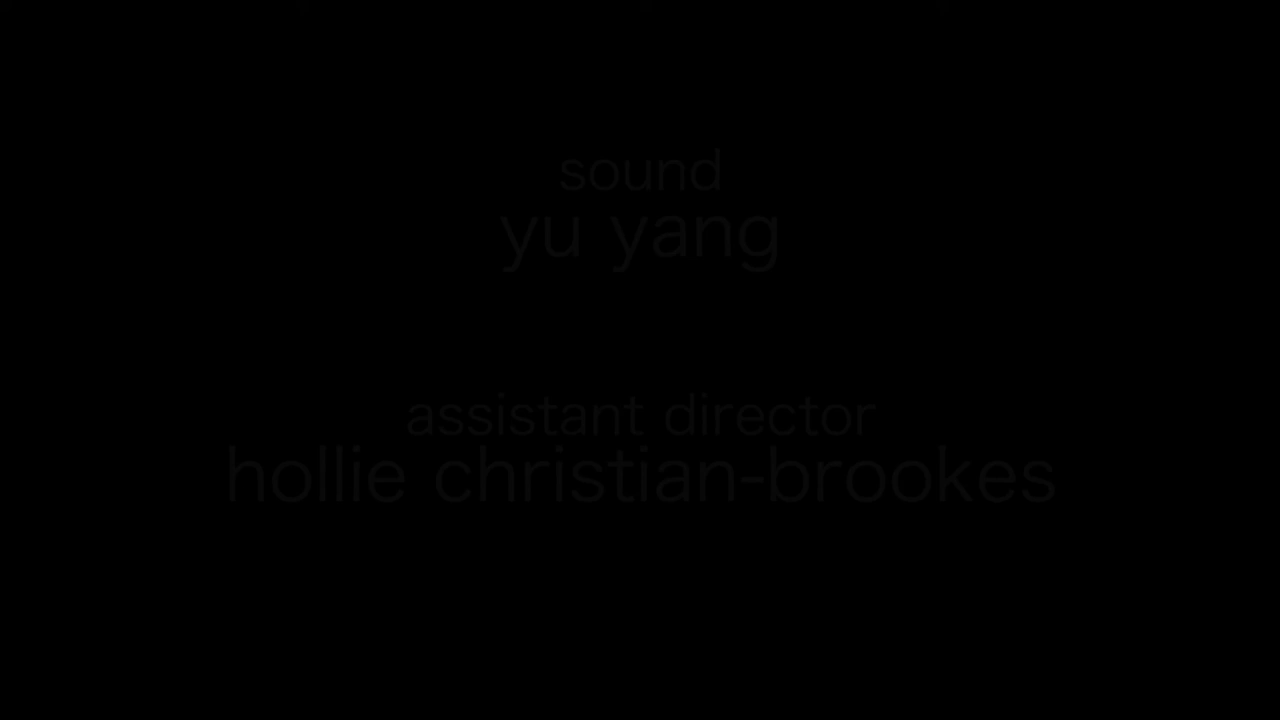 sound
yu yang
assistant director
hollie christian-brookes